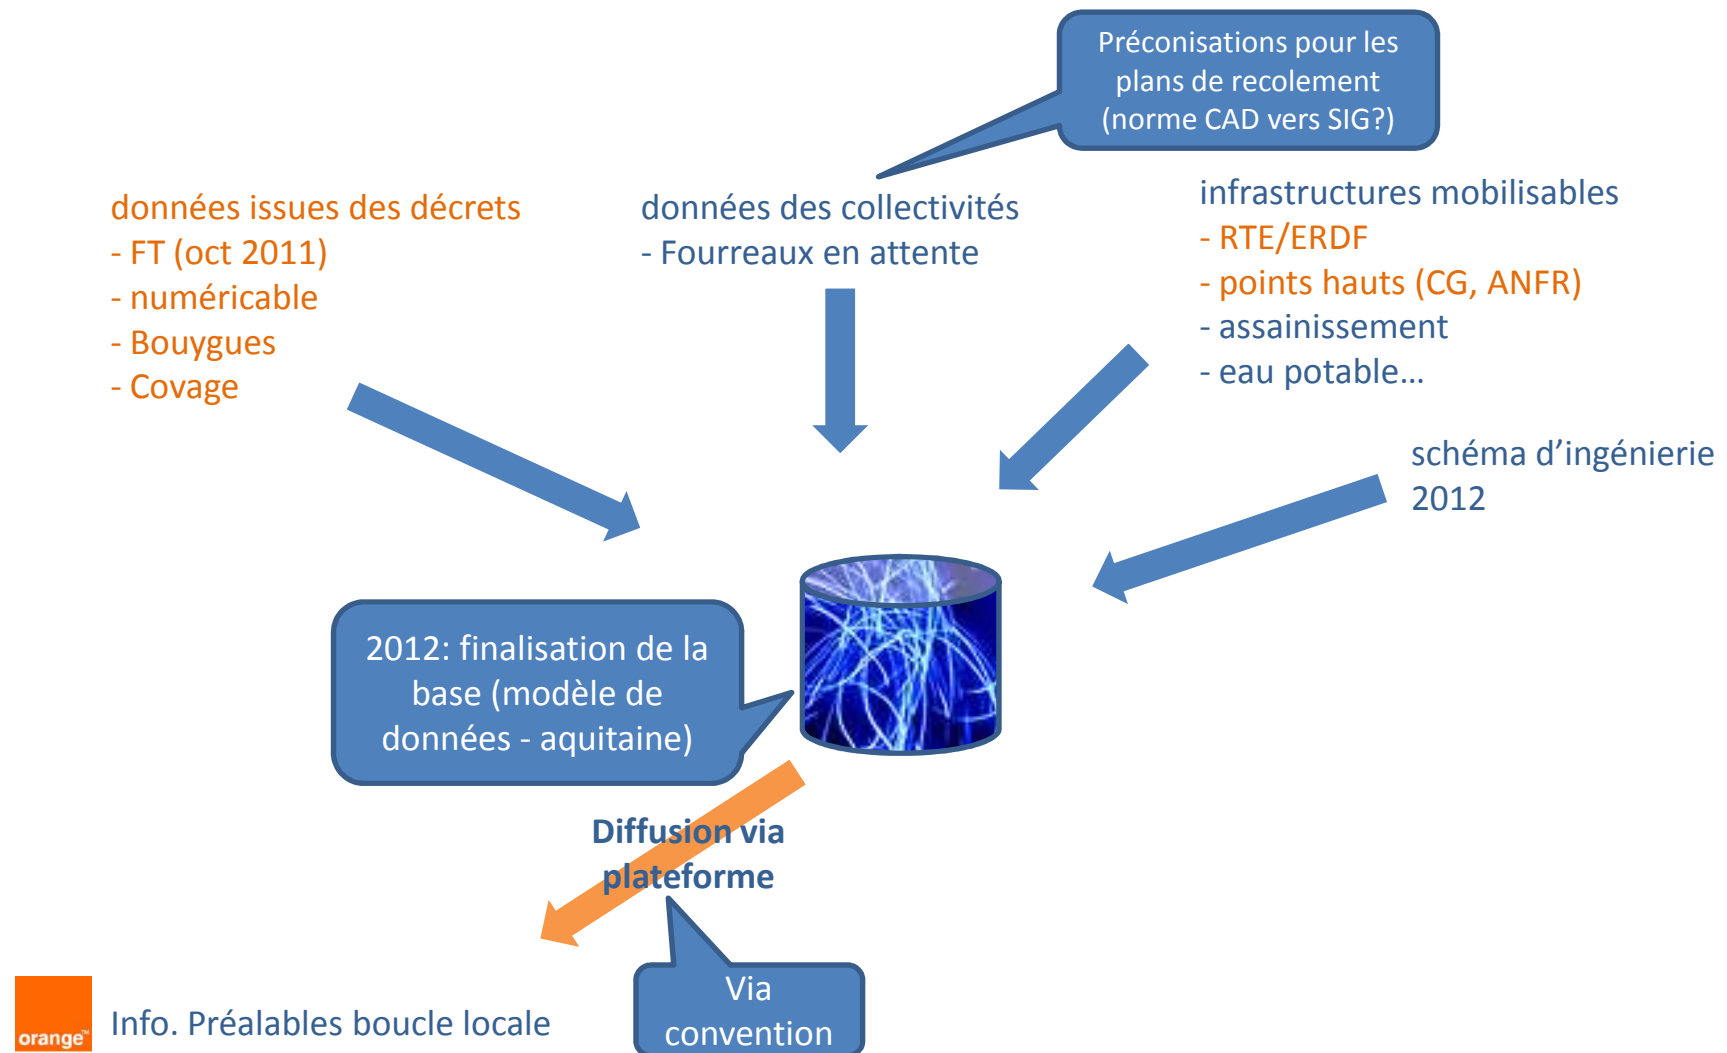 Préconisations pour les
plans de recolement
(norme CAD vers SIG?)
données issues des décrets
- FT (oct 2011)
- numéricable
- Bouygues
- Covage
données des collectivités
- Fourreaux en attente
infrastructures mobilisables
- RTE/ERDF
- points hauts (CG, ANFR)
- assainissement
- eau potable…
schéma d’ingénierie
2012
2012: finalisation de la
base (modèle de
données - aquitaine)
Diffusion via
plateforme
Via
convention
orange™
Info. Préalables boucle locale